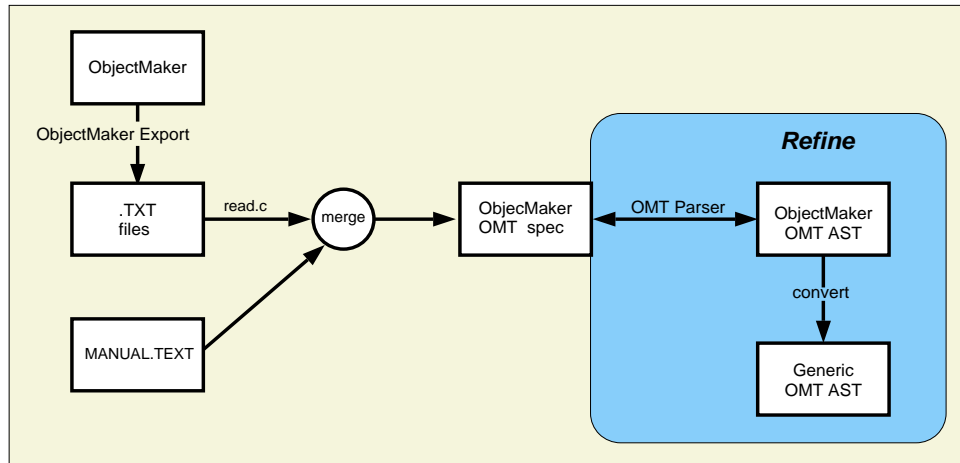 ObjectMaker
ObjectMaker Export
.TXT
files
read.c
merge
MANUAL.TEXT
ObjecMaker
OMT spec
Refine
OMT Parser
ObjectMaker
OMT AST
convert
Generic
OMT AST